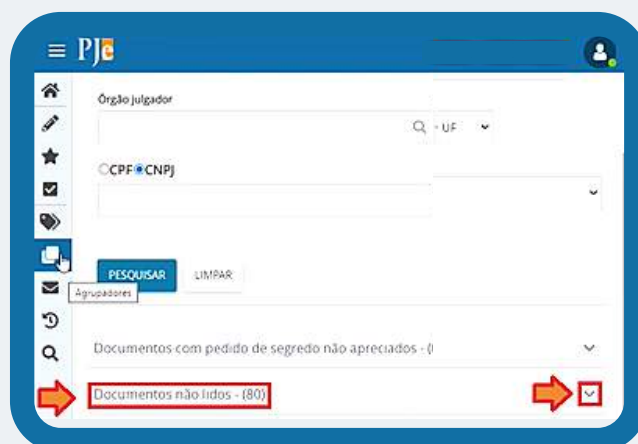 PJe
Órgão julgador
- UF
CPF CNPJ
PESQUISAR LIMPAR
Agrupadores
Documentos com pedido de segredo não apreciados - (
Documentos não lidos - (80)